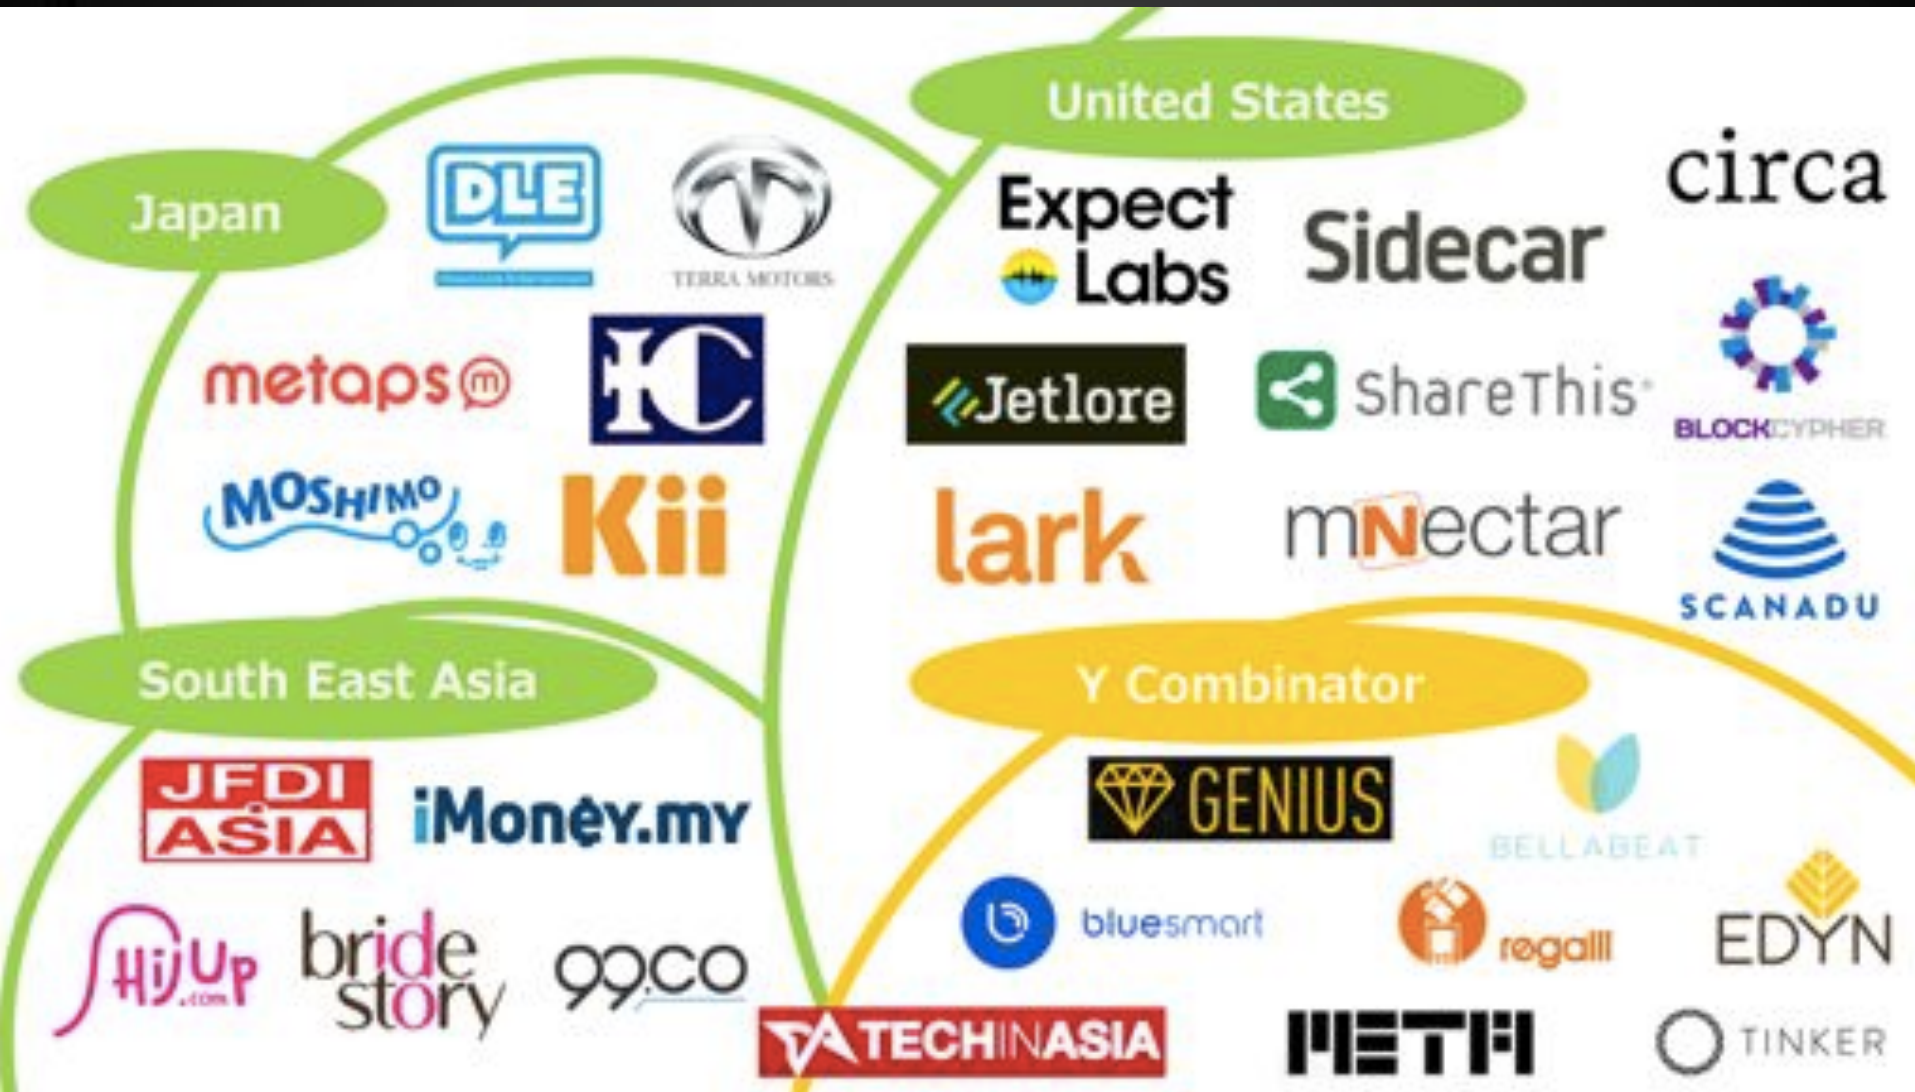 United States
Japan
DLE
TERRA MOTORS
circa
Expect
Labs
Sidecar
metaps m
IC
Jetlore
ShareThis
BLOCKCYPHER
MOSHIMO
Kii
lark
mNectar
SCANADU
South East Asia
Y Combinator
JFDI
ASIA
iMoney.my
GENIUS
BELLABEAT
HijUp
.com
bride
story
99.co
bluesmart
regalii
EDYN
TECHINASIA
META
TINKER